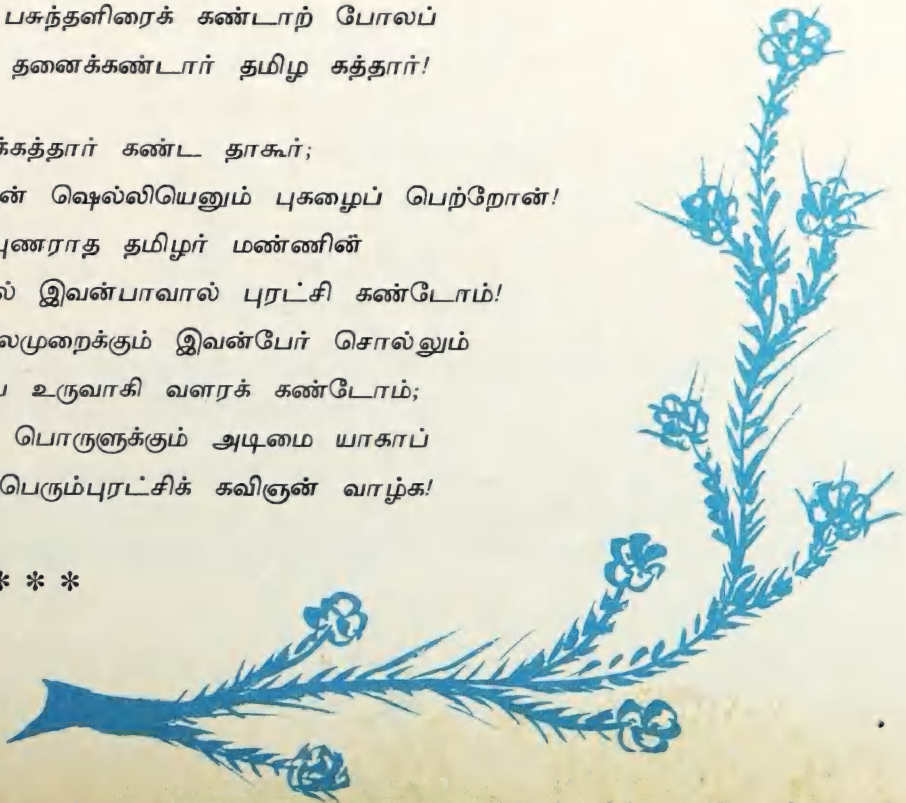 பசுந்தளிரைக் கண்டாற் போலப்
தனைக்கண்டார் தமிழ கத்தார்!
க்கத்தார் கண்ட தாகூர்;
ன் ஷெல்லியெனும் புகழைப் பெற்றோன்!
புணராத தமிழர் மண்ணின்
ல் இவன்பாவால் புரட்சி கண்டோம்!
லமுறைக்கும் இவன்பேர் சொல்லும்
உருவாகி வளரக் கண்டோம்;
பொருளுக்கும் அடிமை யாகாப்
பெரும்புரட்சிக் கவிஞன் வாழ்க!
* * *